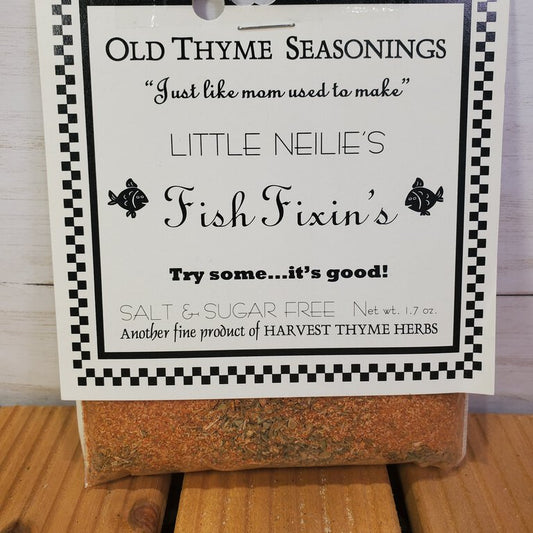 OLD THYME SEASONINGS
“Just like mom used to make”
LITTLE NEILIE'S
Fish Fixin's
Try some...it's good!
SALT & SUGAR FREE Net wt. 1.7 oz.
Another fine product of HARVEST THYME HERBS